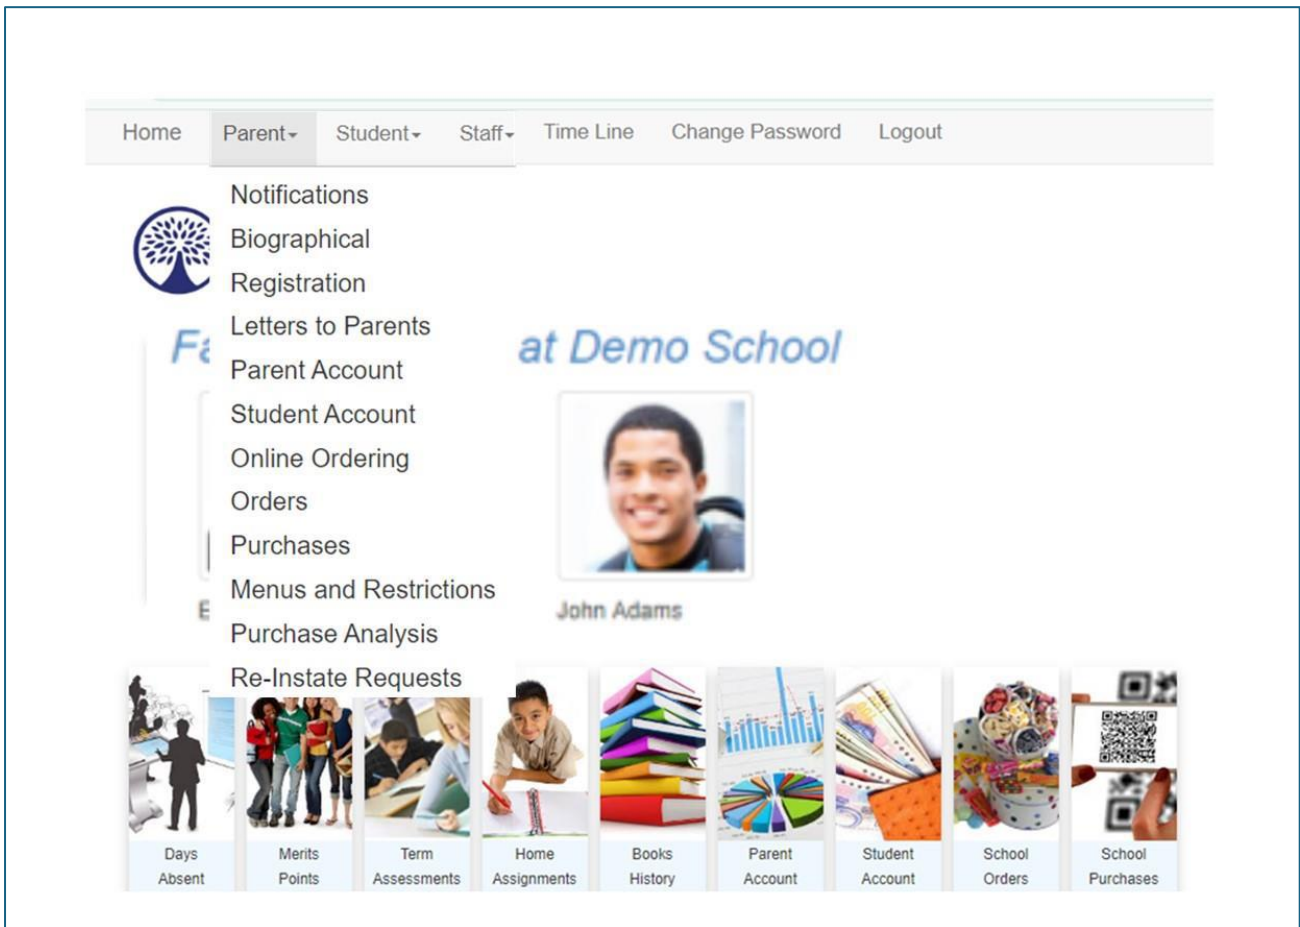 Home Parent Student Staff Time Line Change Password Logout
Notifications
Biographical
Registration
Letters to Parents
at Demo School
Parent Account
Student Account
Online Ordering
Orders
Purchases
Menus and Restrictions
John Adams
Purchase Analysis
Re-Instate Requests
Days Absent
Merits Points
Term Assessments
Home Assignments
Books History
Parent Account
Student Account
School Orders
School Purchases